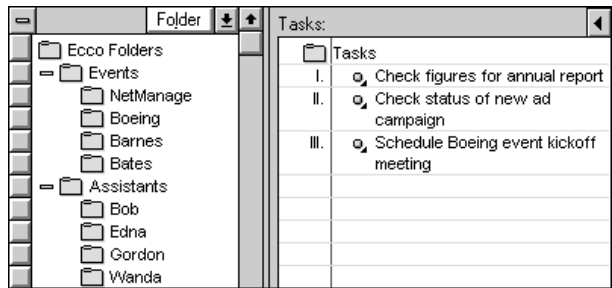 Folder
Ecco Folders
Events
NetManage
Boeing
Barnes
Bates
Assistants
Bob
Edna
Gordon
Wanda
Tasks:
Tasks
I. Check figures for annual report
II. Check status of new ad
campaign
III. Schedule Boeing event kickoff
meeting